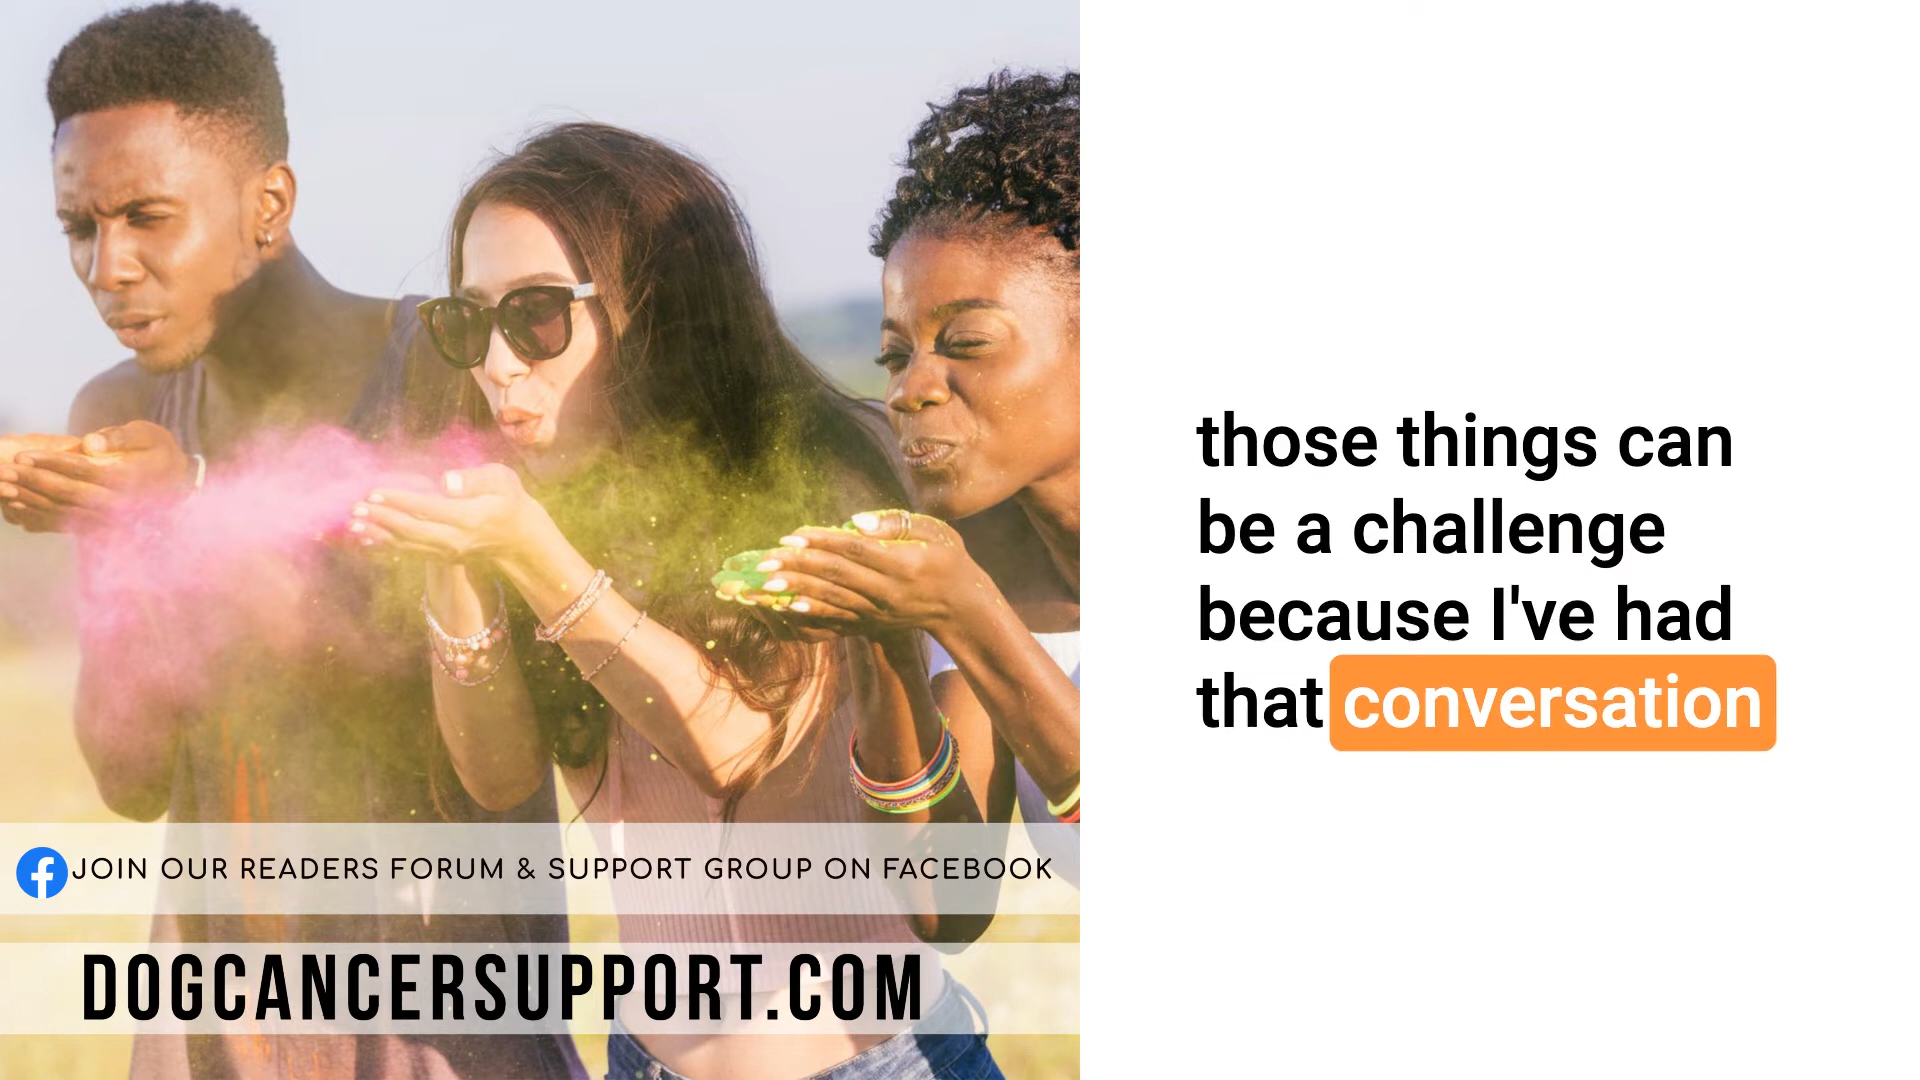 JOIN OUR READERS FORUM & SUPPORT GROUP ON FACEBOOK
DOGCANCERSUPPORT.COM
those things can
be a challenge
because I've had
that conversation